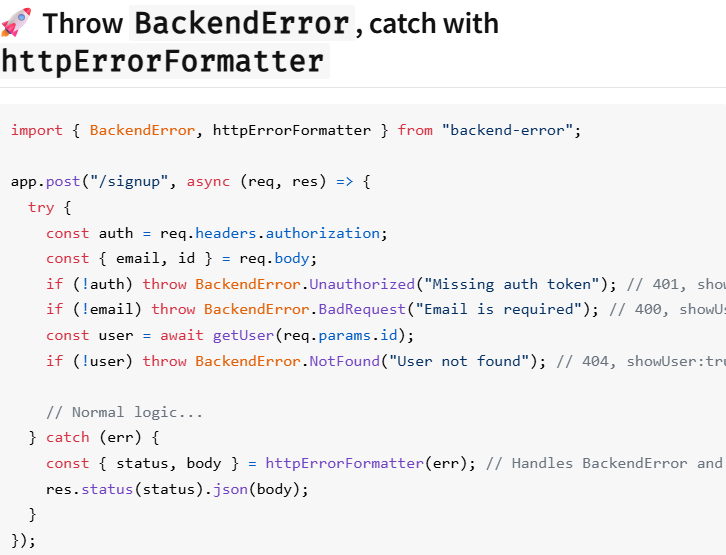 🚀 Throw BackendError, catch with
httpErrorFormatter
import { BackendError, httpErrorFormatter } from "backend-error";
app.post("/signup", async (req, res) => {
  try {
    const auth = req.headers.authorization;
    const { email, id } = req.body;
    if (!auth) throw BackendError.Unauthorized("Missing auth token"); // 401, show
    if (!email) throw BackendError.BadRequest("Email is required"); // 400, showUs
    const user = await getUser(req.params.id);
    if (!user) throw BackendError.NotFound("User not found"); // 404, showUser:tru
    // Normal logic...
  } catch (err) {
    const { status, body } = httpErrorFormatter(err); // Handles BackendError and
    res.status(status).json(body);
  }
});